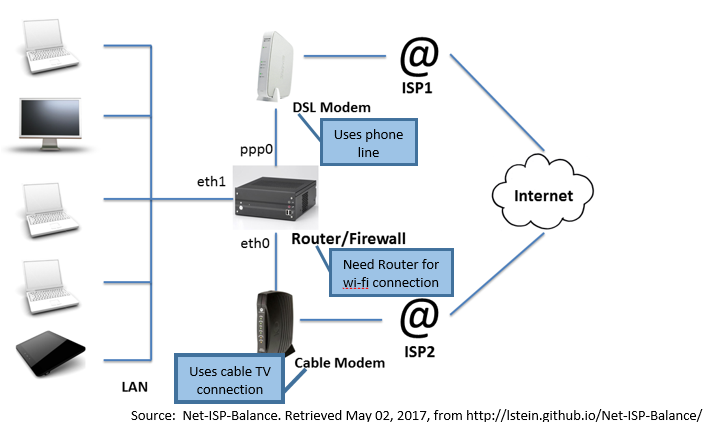 @
ISP1
DSL Modem
Uses phone
line
ppp0
eth1
Internet
Router/Firewall
eth0
Need Router for
wi-fi connection
@
ISP2
Cable Modem
Uses cable TV
connection
LAN
Source:  Net-ISP-Balance. Retrieved May 02, 2017, from http://lstein.github.io/Net-ISP-Balance/